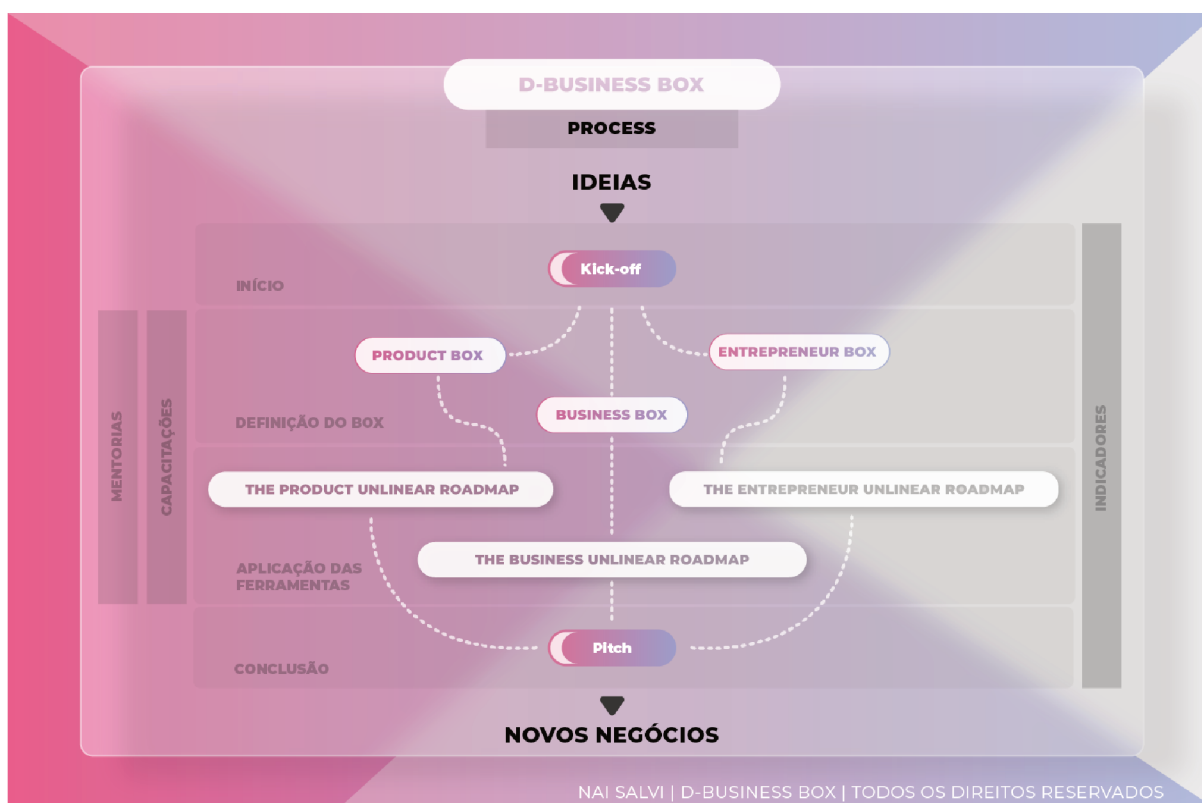 D-BUSINESS BOX
PROCESS
IDEIAS
INÍCIO
Kick-off
PRODUCT BOX
ENTREPRENEUR BOX
BUSINESS BOX
DEFINIÇÃO DO BOX
MENTORIAS
CAPACITAÇÕES
INDICADORES
THE PRODUCT UNLINEAR ROADMAP
THE ENTREPRENEUR UNLINEAR ROADMAP
THE BUSINESS UNLINEAR ROADMAP
APLICAÇÃO DAS
FERRAMENTAS
Pitch
CONCLUSÃO
NOVOS NEGÓCIOS
NAI SALVI | D-BUSINESS BOX | TODOS OS DIREITOS RESERVADOS